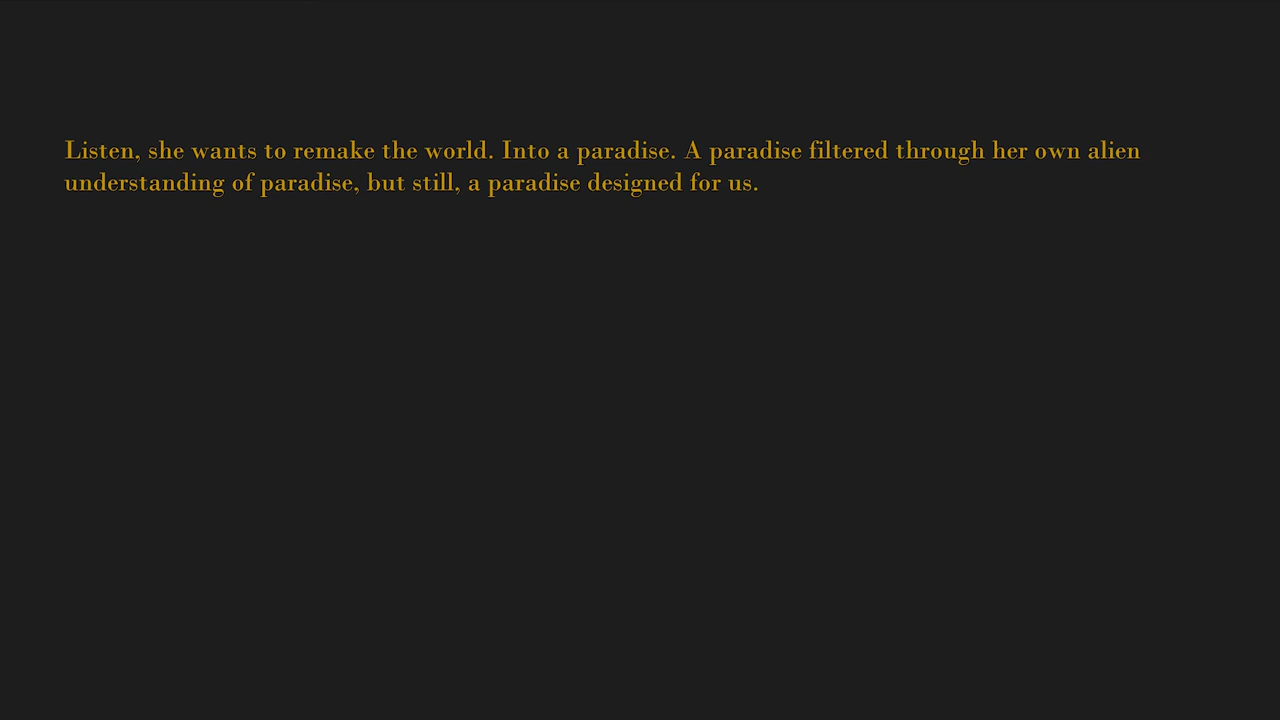 Listen, she wants to remake the world. Into a paradise. A paradise filtered through her own alien
understanding of paradise, but still, a paradise designed for us.